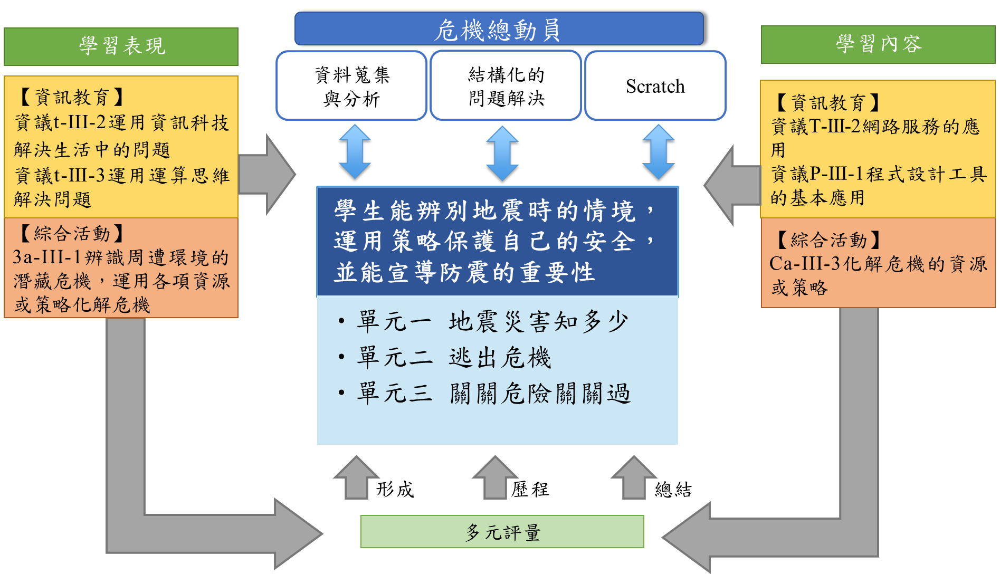 危機總動員
學習表現
學習內容
資料蒐集
與分析
結構化的
問題解決
Scratch
【資訊教育】
資議t-III-2運用資訊科技
解決生活中的問題
資議t-III-3運用運算思維
解決問題
【綜合活動】
3a-III-1辨識周遭環境的
潛藏危機，運用各項資源
或策略化解危機
【資訊教育】
資議T-III-2網路服務的應
用
資議P-III-1程式設計工具
的基本應用
【綜合活動】
Ca-III-3化解危機的資源
或策略
學生能辨別地震時的情境，
運用策略保護自己的安全，
並能宣導防震的重要性
•單元一 地震災害知多少
•單元二 逃出危機
•單元三 關關危險關關過
形成
歷程
總結
多元評量